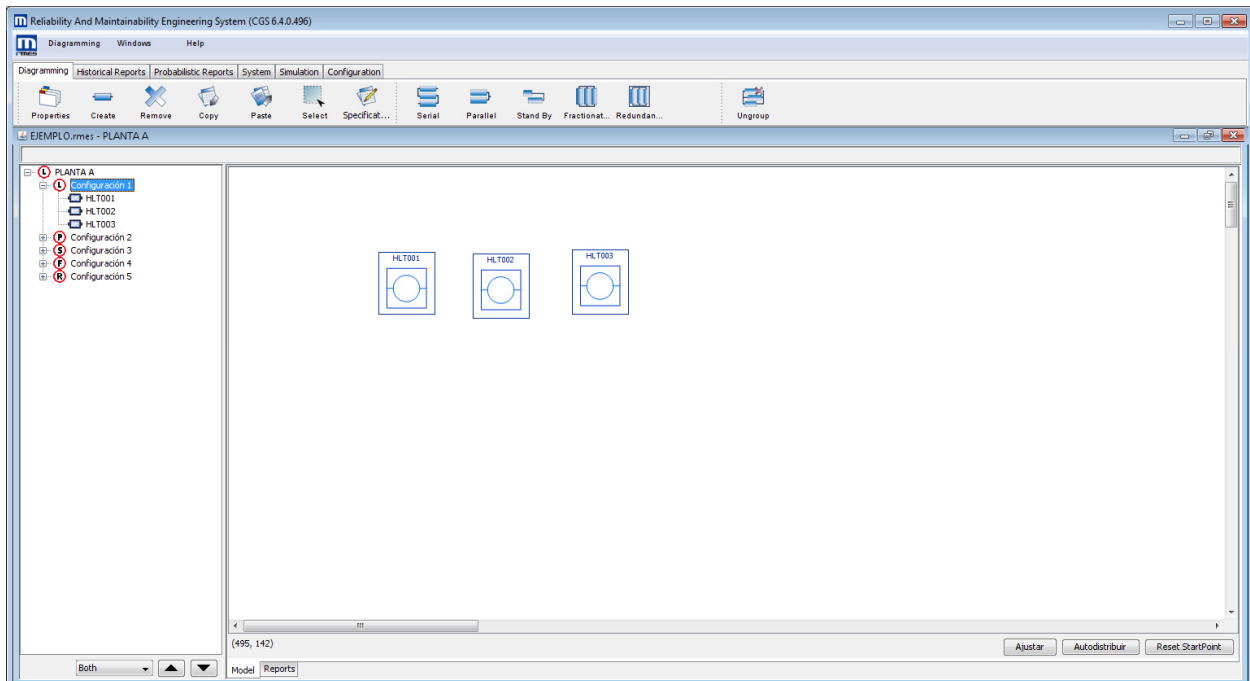 Reliability And Maintainability Engineering System (CGS 6.4.0.496)
Diagramming Windows Help
Diagramming Historical Reports Probabilistic Reports System Simulation Configuration
Properties Create Remove Copy Paste Select Specificat... Serial Parallel Stand By Fractionat... Redundan... Ungroup
EJEMPLO.rmes - PLANTA A
L PLANTA A
L Configuración 1
HLT001
HLT002
HLT003
P Configuración 2
S Configuración 3
F Configuración 4
R Configuración 5
HLT001 HLT002 HLT003
(495, 142)
Ajustar Autodistribuir Reset StartPoint
Both
Model Reports